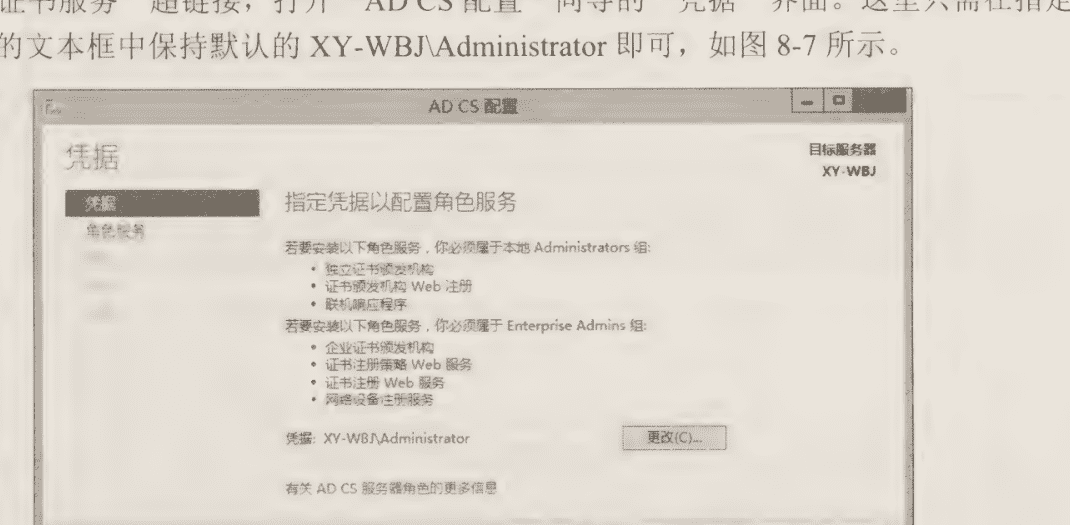 证书服务”超链接，打开“AD CS 配置”向导的“凭据”界面。这里只需在指定
的文本框中保持默认的 XY-WBJ\Administrator 即可，如图 8-7 所示。
AD CS 配置
凭据
目标服务器
XY-WBJ
凭据
角色服务
指定凭据以配置角色服务
若要安装以下角色服务，你必须属于本地 Administrators 组:
• 独立证书颁发机构
• 证书颁发机构 Web 注册
• 联机响应程序
若要安装以下角色服务，你必须属于 Enterprise Admins 组:
• 企业证书颁发机构
• 证书注册策略 Web 服务
• 证书注册 Web 服务
• 网络设备注册服务
凭据: XY-WBJ\Administrator
更改(C)...
有关 AD CS 服务器角色的更多信息